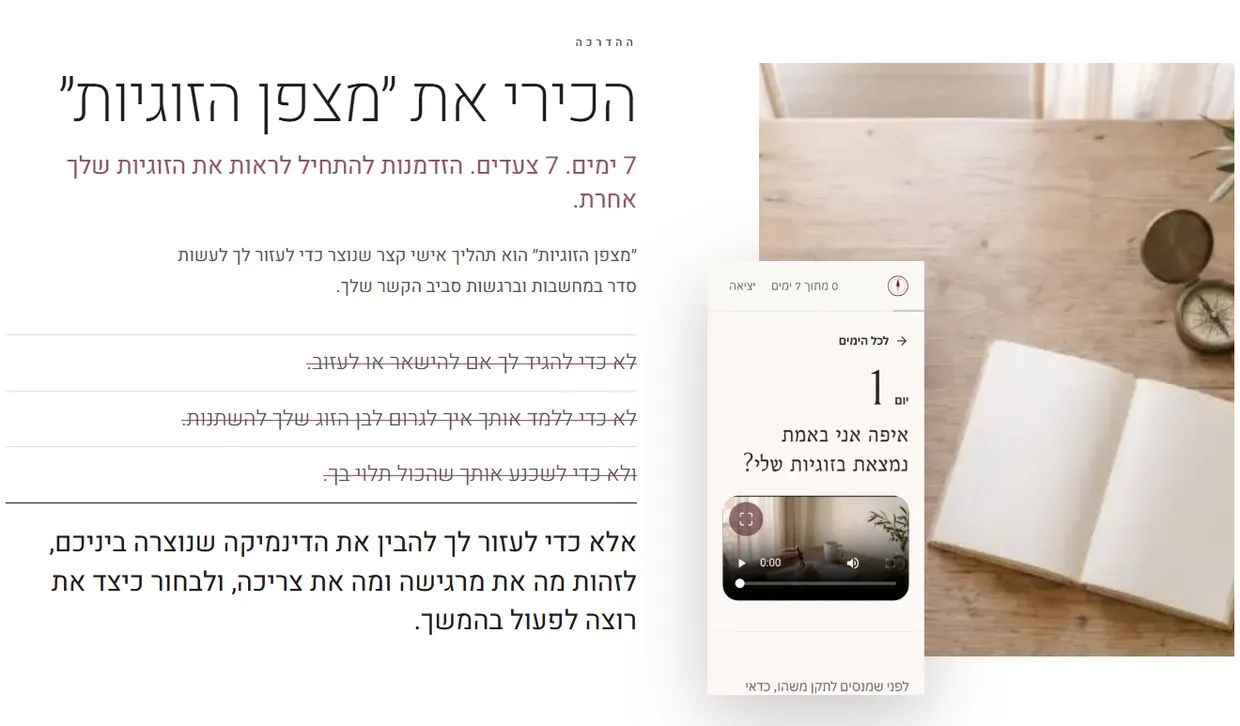 ההדרכה
הכירי את ״מצפן הזוגיות״
7 ימים. 7 צעדים. הזדמנות להתחיל לראות את הזוגיות שלך
אחרת.
״מצפן הזוגיות״ הוא תהליך אישי קצר שנוצר כדי לעזור לך לעשות
סדר במחשבות וברגשות סביב הקשר שלך.
לא כדי להגיד לך אם להישאר או לעזוב.
לא כדי ללמד אותך איך לגרום לבן הזוג שלך להשתנות.
ולא כדי לשכנע אותך שהכול תלוי בך.
אלא כדי לעזור לך להבין את הדינמיקה שנוצרה ביניכם,
לזהות מה את מרגישה ומה את צריכה, ולבחור כיצד את
רוצה לפעול בהמשך.
0 מתוך 7 ימים יציאה
→ לכל הימים
יום 1
איפה אני באמת
נמצאת בזוגיות שלי?
0:00
לפני שמנסים לתקן משהו, כדאי